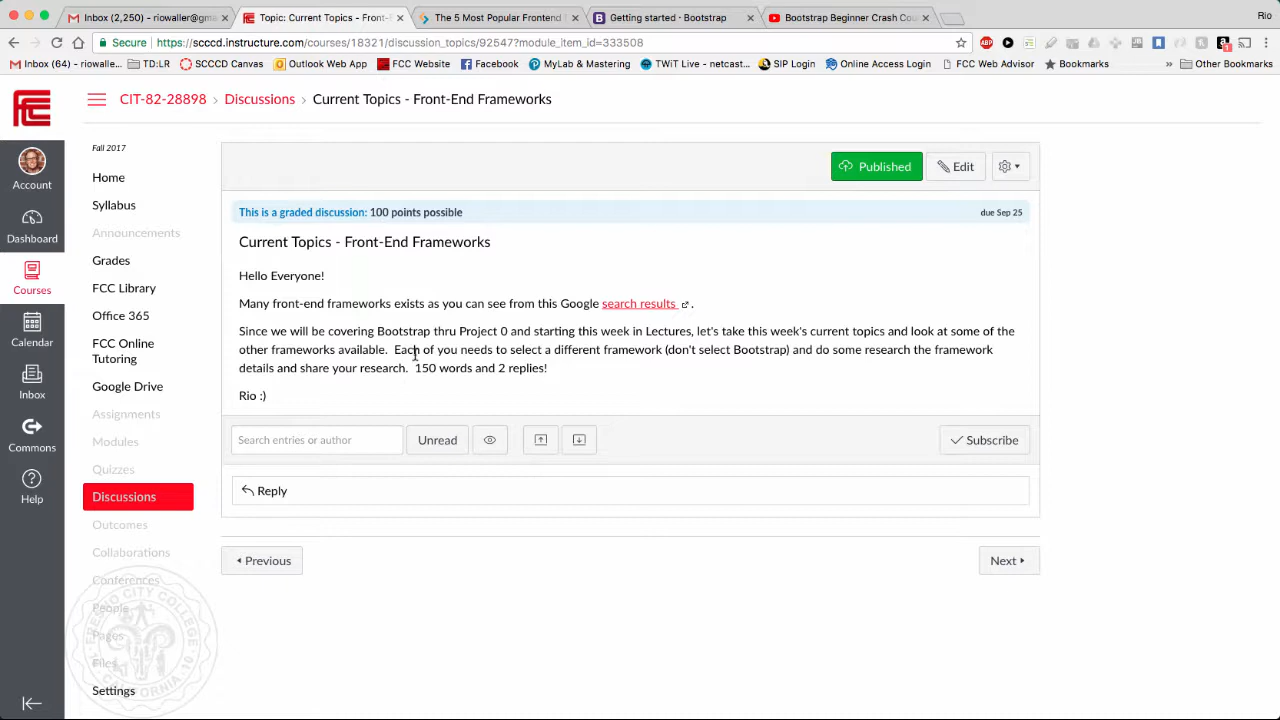 Inbox (1,250) - riowaller@gm
Topic: Current Topics - Front-E
The 5 Most Popular Frontend
Getting started · Bootstrap
Bootstrap Beginner Crash Cou
Rio
Secure
https://scccd.instructure.com/courses/18321/discussion_topics/92547?module_item_id=333508
ABP
1
Inbox (40) - riowalle...
TD:LR
SCCCD Canvas
Outlook Web App
FCC Website
Facebook
MyLab & Mastering
TWiT Live - netcast...
SIP Login
Online Access Login
FCC Web Advisor
Bookmarks
»
Other Bookmarks
FCC
CIT-82-28898 › Discussions › Current Topics - Front-End Frameworks
Account
Dashboard
Courses
Calendar
Inbox
Commons
Help
Fall 2017
Home
Syllabus
Announcements
Grades
FCC Library
Office 365
FCC Online
Tutoring
Google Drive
Assignments
Modules
Quizzes
Discussions
Outcomes
Collaborations
Conferences
People
Pages
Files
Settings
Published
Edit
This is a graded discussion: 100 points possible
due Sep 25
Current Topics - Front-End Frameworks
Hello Everyone!
Many front-end frameworks exists as you can see from this Google search results .
Since we will be covering Bootstrap thru Project 0 and starting this week in Lectures, let's take this week's current topics and look at some of the
other frameworks available.  Each of you needs to select a different framework (don't select Bootstrap) and do some research the framework
details and share your research.  150 words and 2 replies!
Rio :)
Search entries or author
Unread
Subscribe
Reply
Previous
Next
FRESNO CITY COLLEGE
CALIFORNIA